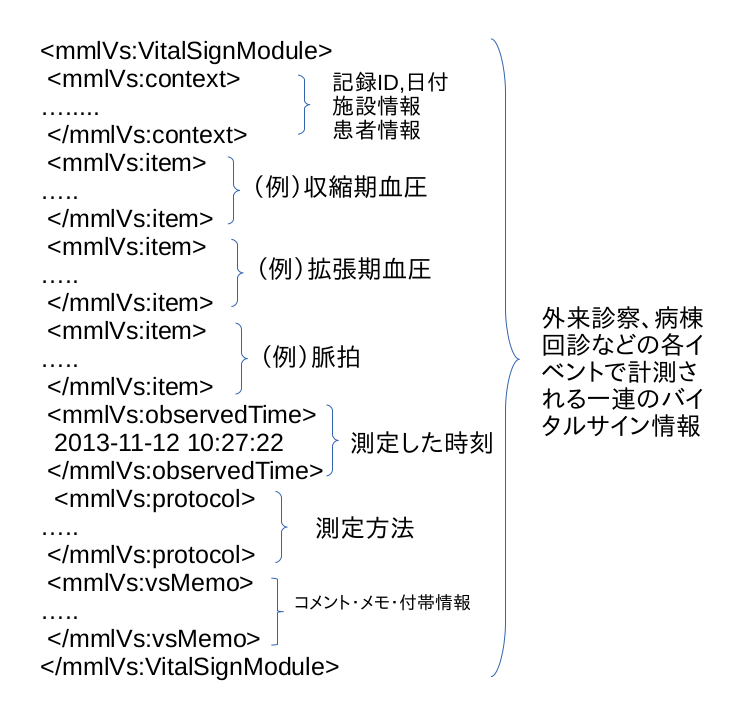 <mmlVs:VitalSignModule>
<mmlVs:context>
…..... 
</mmlVs:context>
記録ID,日付
施設情報
患者情報
<mmlVs:item>
…..
</mmlVs:item>
（例）収縮期血圧
<mmlVs:item>
…..
</mmlVs:item>
（例）拡張期血圧
<mmlVs:item>
…..
</mmlVs:item>
（例）脈拍
<mmlVs:observedTime>
2013-11-12 10:27:22
</mmlVs:observedTime>
測定した時刻
<mmlVs:protocol>
…..
</mmlVs:protocol>
測定方法
<mmlVs:vsMemo>
…..
</mmlVs:vsMemo>
コメント・メモ・付帯情報
</mmlVs:VitalSignModule>
外来診察、病棟
回診などの各イ
ベントで計測さ
れる一連のバイ
タルサイン情報